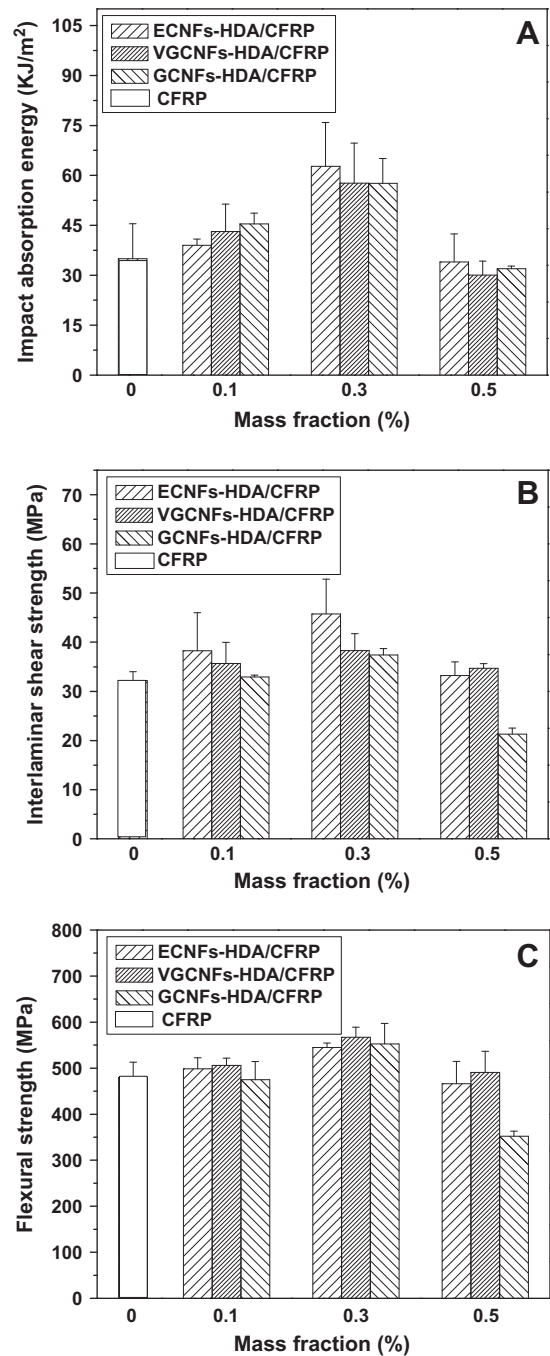 A
ECNFs-HDA/CFRP
VGCNFs-HDA/CFRP
GCNFs-HDA/CFRP
CFRP
Impact absorption energy (KJ/m²)
105
90
75
60
45
30
15
0
0 0.1 0.3 0.5
Mass fraction (%)
B
ECNFs-HDA/CFRP
VGCNFs-HDA/CFRP
GCNFs-HDA/CFRP
CFRP
Interlaminar shear strength (MPa)
70
60
50
40
30
20
10
0
0 0.1 0.3 0.5
Mass fraction (%)
C
ECNFs-HDA/CFRP
VGCNFs-HDA/CFRP
GCNFs-HDA/CFRP
CFRP
Flexural strength (MPa)
800
700
600
500
400
300
200
100
0
0 0.1 0.3 0.5
Mass fraction (%)